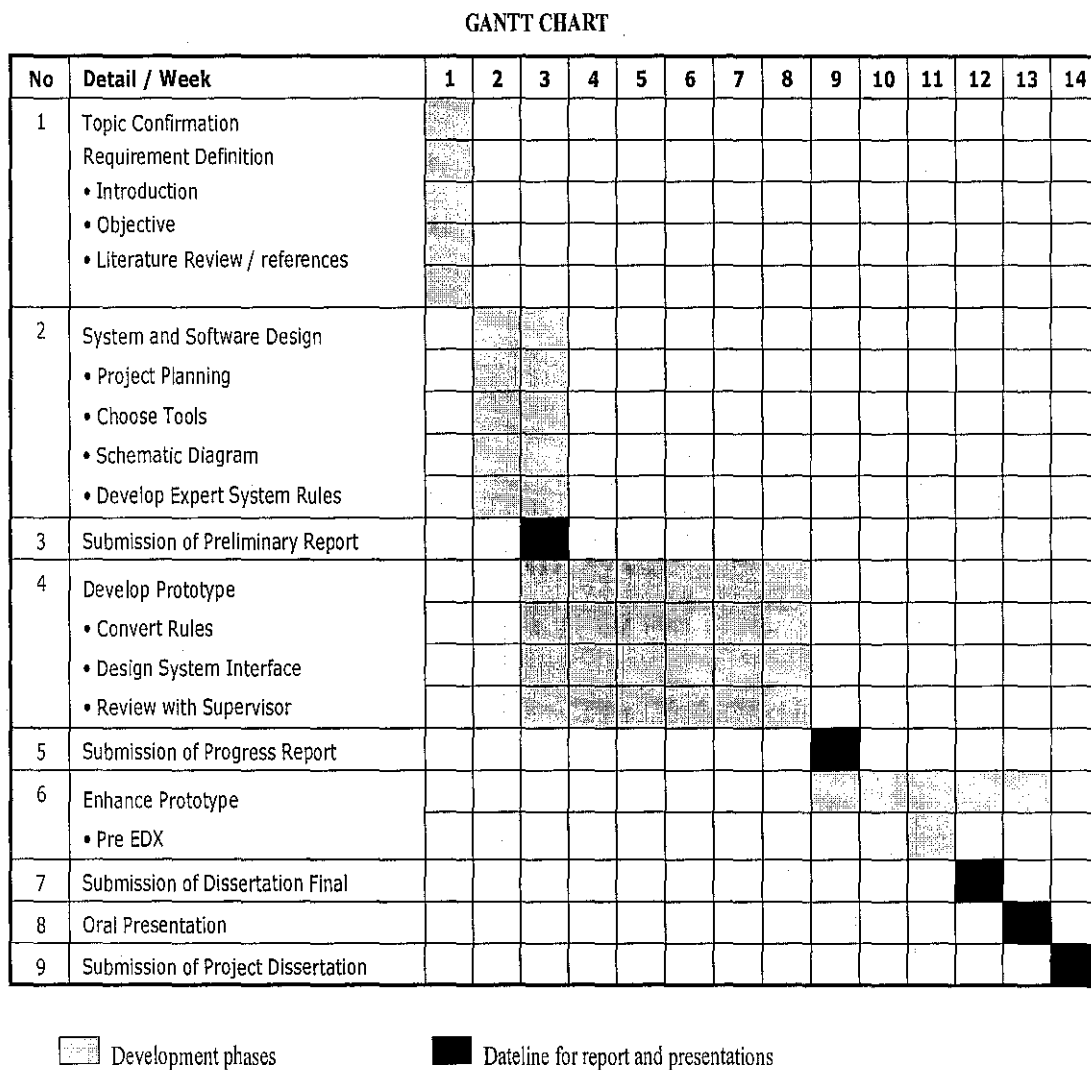 GANTT CHART
No Detail / Week 1 2 3 4 5 6 7 8 9 10 11 12 13 14
1 Topic Confirmation
Requirement Definition
• Introduction
• Objective
• Literature Review / references
2 System and Software Design
• Project Planning
• Choose Tools
• Schematic Diagram
• Develop Expert System Rules
3 Submission of Preliminary Report
4 Develop Prototype
• Convert Rules
• Design System Interface
• Review with Supervisor
5 Submission of Progress Report
6 Enhance Prototype
• Pre EDX
7 Submission of Dissertation Final
8 Oral Presentation
9 Submission of Project Dissertation
Development phases Dateline for report and presentations